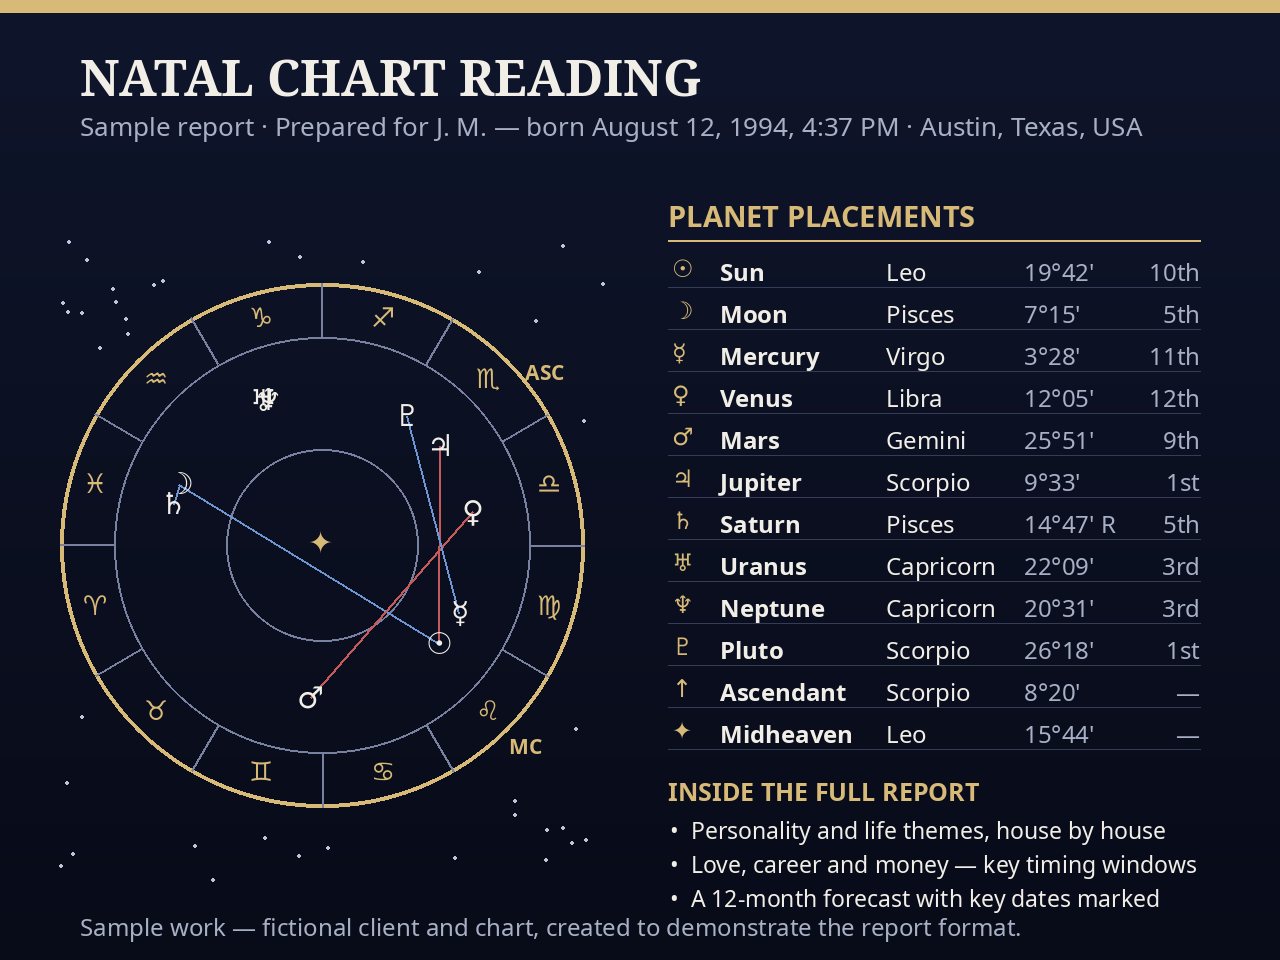 NATAL CHART READING
Sample report · Prepared for J. M. — born August 12, 1994, 4:37 PM · Austin, Texas, USA
ASC
MC
PLANET PLACEMENTS
☉ Sun Leo 19°42' 10th
☽ Moon Pisces 7°15' 5th
☿ Mercury Virgo 3°28' 11th
♀ Venus Libra 12°05' 12th
♂ Mars Gemini 25°51' 9th
♃ Jupiter Scorpio 9°33' 1st
♄ Saturn Pisces 14°47' R 5th
♅ Uranus Capricorn 22°09' 3rd
♆ Neptune Capricorn 20°31' 3rd
♇ Pluto Scorpio 26°18' 1st
↑ Ascendant Scorpio 8°20' —
✦ Midheaven Leo 15°44' —
INSIDE THE FULL REPORT
• Personality and life themes, house by house
• Love, career and money — key timing windows
• A 12-month forecast with key dates marked
Sample work — fictional client and chart, created to demonstrate the report format.